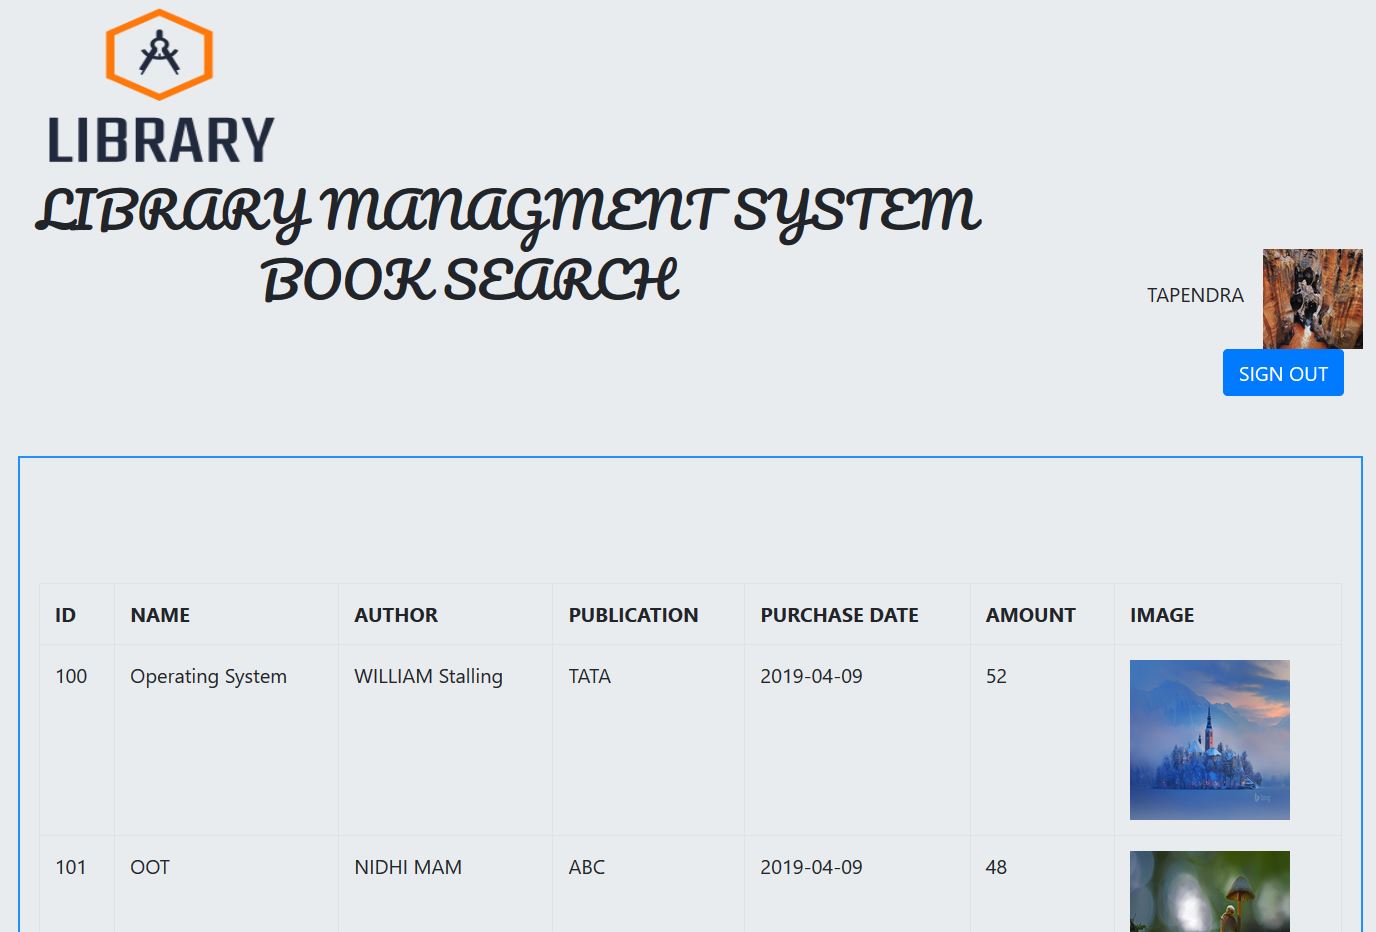 LIBRARY
LIBRARY MANAGMENT SYSTEM
BOOK SEARCH
TAPENDRA
SIGN OUT
ID NAME AUTHOR PUBLICATION PURCHASE DATE AMOUNT IMAGE
100 Operating System WILLIAM Stalling TATA 2019-04-09 52
bing
101 OOT NIDHI MAM ABC 2019-04-09 48